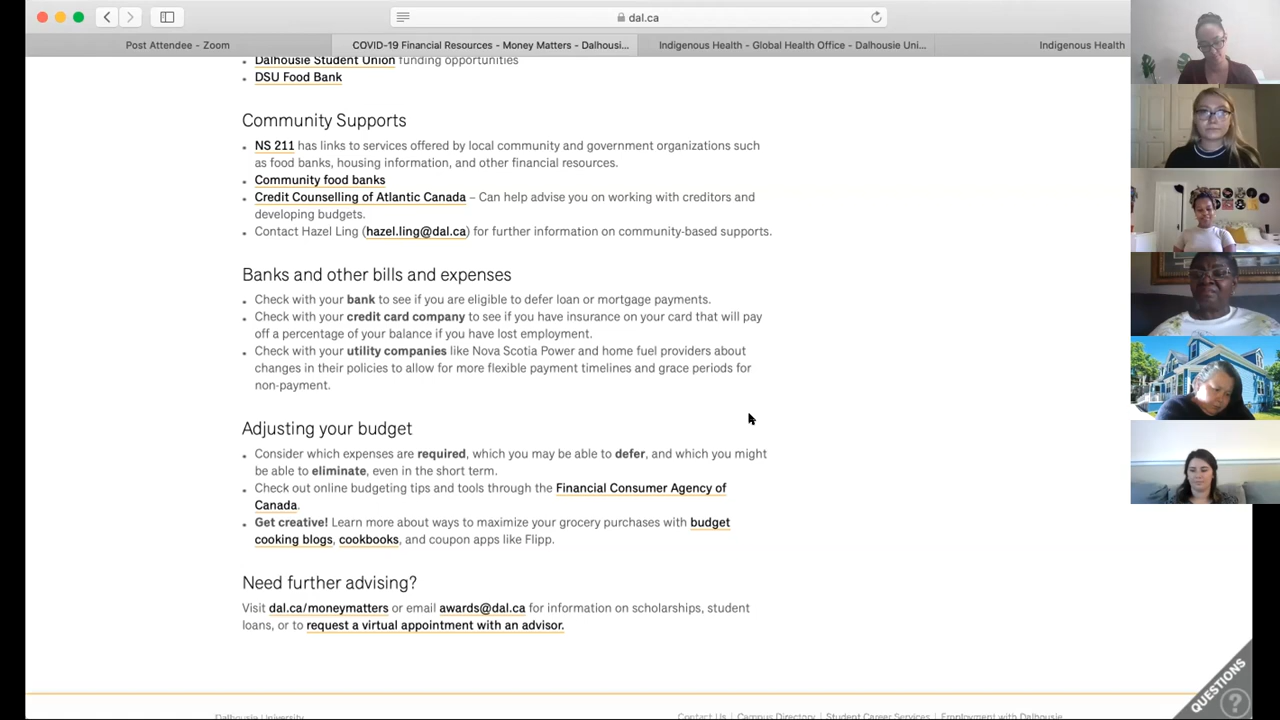 dal.ca
Post Attendee - Zoom
COVID-19 Financial Resources - Money Matters - Dalhousi...
Indigenous Health - Global Health Office - Dalhousie Uni...
Indigenous Health
Dalhousie Student Union funding opportunities
DSU Food Bank
Community Supports
NS 211 has links to services offered by local community and government organizations such
as food banks, housing information, and other financial resources.
Community food banks
Credit Counselling of Atlantic Canada – Can help advise you on working with creditors and
developing budgets.
Contact Hazel Ling (hazel.ling@dal.ca) for further information on community-based supports.
Banks and other bills and expenses
Check with your bank to see if you are eligible to defer loan or mortgage payments.
Check with your credit card company to see if you have insurance on your card that will pay
off a percentage of your balance if you have lost employment.
Check with your utility companies like Nova Scotia Power and home fuel providers about
changes in their policies to allow for more flexible payment timelines and grace periods for
non-payment.
Adjusting your budget
Consider which expenses are required, which you may be able to defer, and which you might
be able to eliminate, even in the short term.
Check out online budgeting tips and tools through the Financial Consumer Agency of
Canada.
Get creative! Learn more about ways to maximize your grocery purchases with budget
cooking blogs, cookbooks, and coupon apps like Flipp.
Need further advising?
Visit dal.ca/moneymatters or email awards@dal.ca for information on scholarships, student
loans, or to request a virtual appointment with an advisor.
QUESTIONS
?
Dalhousie University
Contact Us | Campus Directory | Student Career Services | Employment with Dalhousie